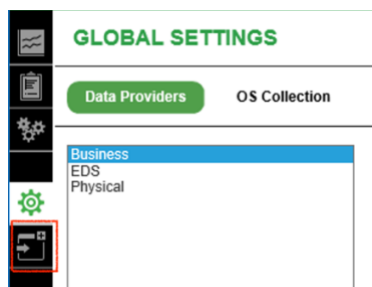 GLOBAL SETTINGS
Data Providers OS Collection
Business
EDS
Physical